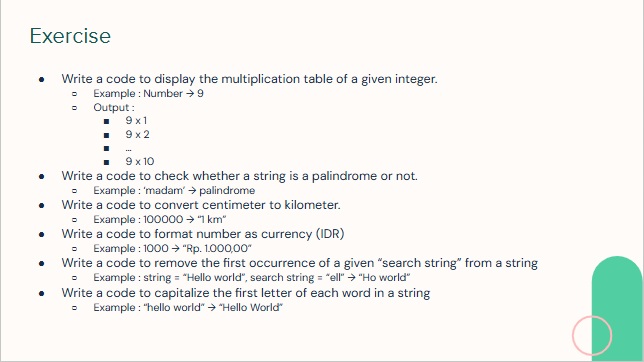 Exercise
● Write a code to display the multiplication table of a given integer.
○ Example : Number → 9
○ Output :
■ 9 x 1
■ 9 x 2
■ …
■ 9 x 10
● Write a code to check whether a string is a palindrome or not.
○ Example : ‘madam’ → palindrome
● Write a code to convert centimeter to kilometer.
○ Example : 100000 → “1 km”
● Write a code to format number as currency (IDR)
○ Example : 1000 → “Rp. 1.000,00”
● Write a code to remove the first occurrence of a given “search string” from a string
○ Example : string = “Hello world”, search string = “ell” → “Ho world”
● Write a code to capitalize the first letter of each word in a string
○ Example : “hello world” → “Hello World”